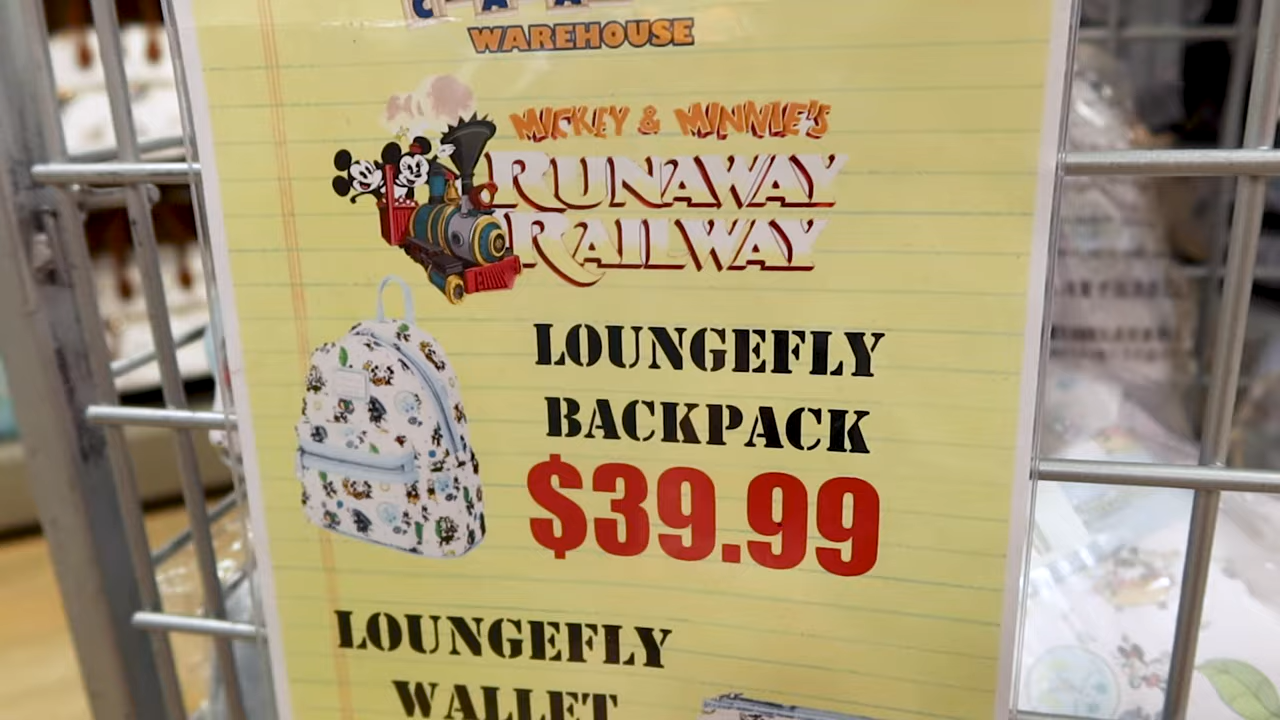 WAREHOUSE
MICKEY & MINNIE'S
RUNAWAY
RAILWAY
LOUNGEFLY
BACKPACK
$39.99
LOUNGEFLY
WALLET